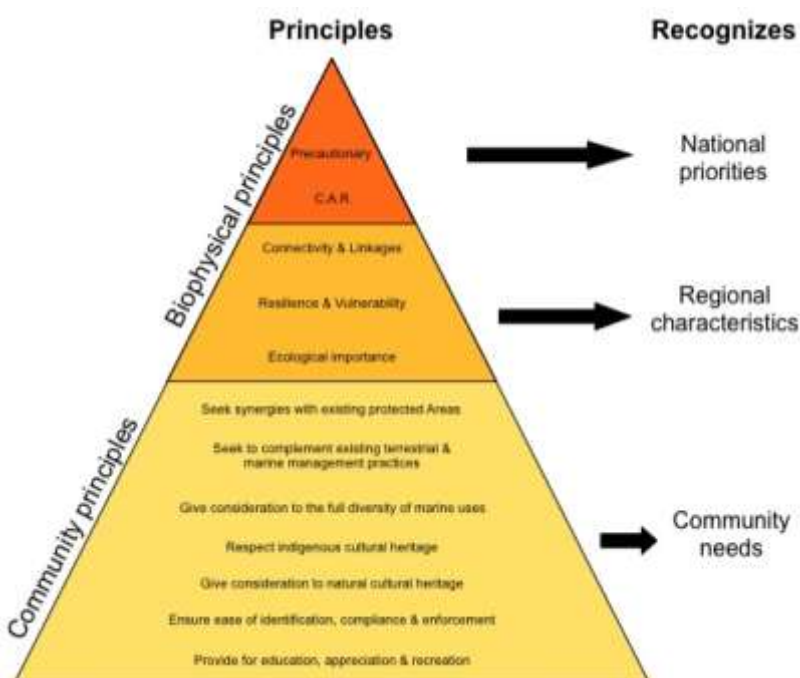 Principles
Recognizes
Biophysical principles
Precautionary
C.A.R.
National
priorities
Connectivity & Linkages
Resilience & Vulnerability
Ecological importance
Regional
characteristics
Community principles
Seek synergies with existing protected Areas
Seek to complement existing terrestrial &
marine management practices
Give consideration to the full diversity of marine uses
Respect indigenous cultural heritage
Give consideration to natural cultural heritage
Ensure ease of identification, compliance & enforcement
Provide for education, appreciation & recreation
Community
needs